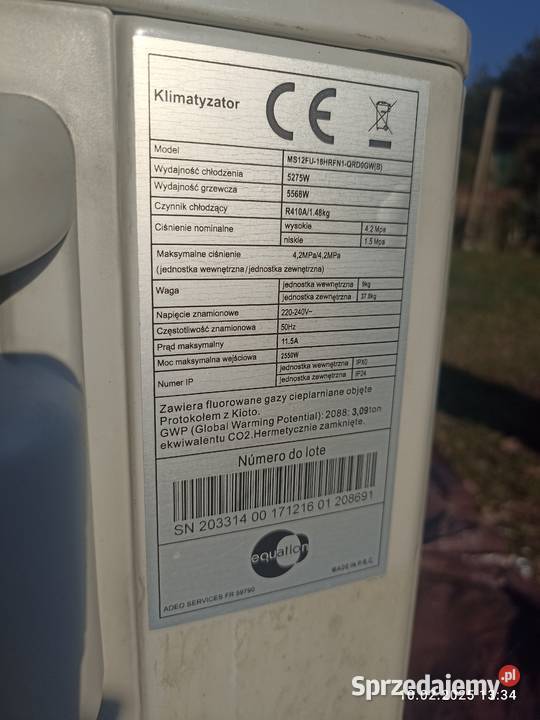 Klimatyzator CE
Model MS12FU-18HRFN1-QRD0GW(B)
Wydajność chłodzenia 5275W
Wydajność grzewcza 5568W
Czynnik chłodzący R410A/1.48kg
Ciśnienie nominalne wysokie 4.2 Mpa
niskie 1.5 Mpa
Maksymalne ciśnienie 4,2MPa/4,2MPa
(jednostka wewnętrzna/jednostka zewnętrzna)
Waga jednostka wewnętrzna 9kg
jednostka zewnętrzna 37.8kg
Napięcie znamionowe 220-240V~
Częstotliwość znamionowa 50Hz
Prąd maksymalny 11.5A
Moc maksymalna wejściowa 2550W
Numer IP jednostka wewnętrzna IPX0
jednostka zewnętrzna IP24
Zawiera fluorowane gazy cieplarniane objęte
Protokołem z Kioto.
GWP (Global Warming Potential): 2088: 3,09ton
ekwiwalentu CO2.Hermetycznie zamknięte.
Número do lote
SN 203314 00 171216 01 208691
equation
ADEO SERVICES FR 59790 MADE IN P.R.C.
Sprzedajemy.pl
16.02.2025 13:34